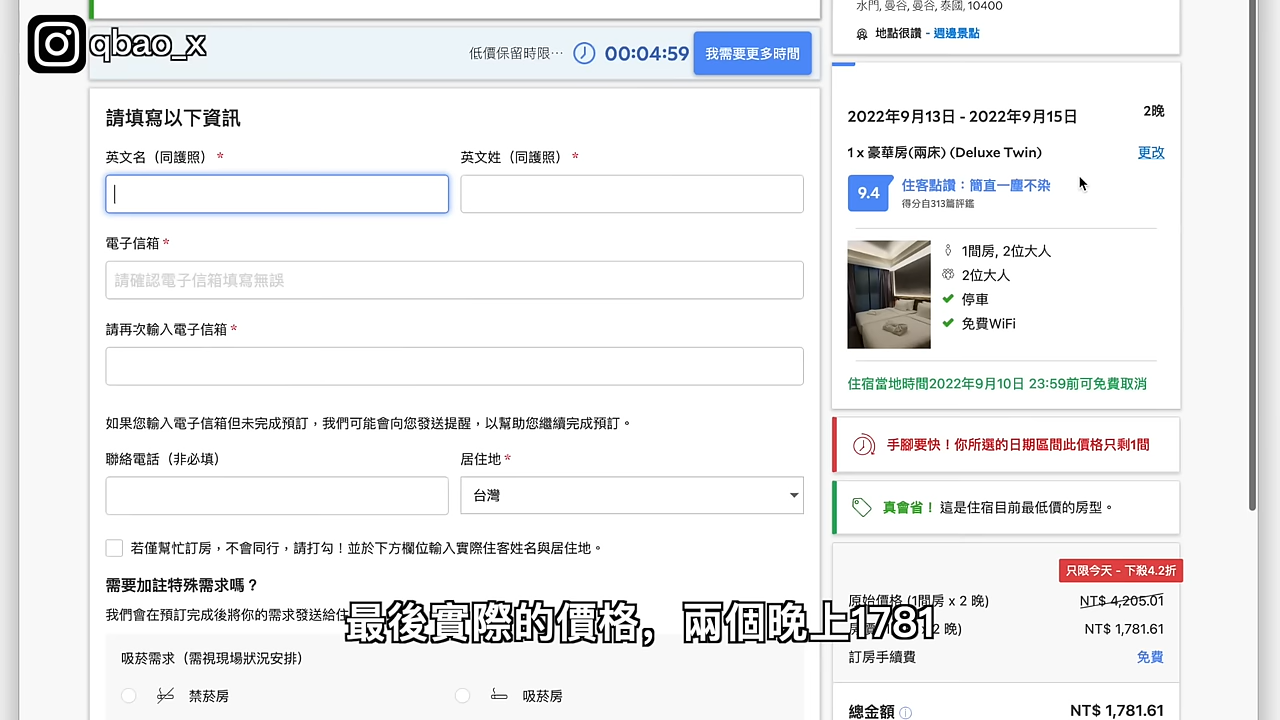 qbao_x
低價保留時限…
00:04:59
我需要更多時間
請填寫以下資訊
英文名（同護照） *
英文姓（同護照） *
電子信箱 *
請確認電子信箱填寫無誤
請再次輸入電子信箱 *
如果您輸入電子信箱但未完成預訂，我們可能會向您發送提醒，以幫助您繼續完成預訂。
聯絡電話（非必填）
居住地 *
台灣
若僅幫忙訂房，不會同行，請打勾！並於下方欄位輸入實際住客姓名與居住地。
需要加註特殊需求嗎？
我們會在預訂完成後將你的需求發送給住
吸菸需求（需視現場狀況安排）
禁菸房
吸菸房
水門, 曼谷, 曼谷, 泰國, 10400
地點很讚 - 週邊景點
2022年9月13日 - 2022年9月15日
2晚
1 x 豪華房(兩床) (Deluxe Twin)
更改
9.4
住客點讚：簡直一塵不染
得分自313篇評鑑
1間房, 2位大人
2位大人
停車
免費WiFi
住宿當地時間2022年9月10日 23:59前可免費取消
手腳要快！你所選的日期區間此價格只剩1間
真會省！這是住宿目前最低價的房型。
只限今天 - 下殺4.2折
原始價格 (1間房 x 2 晚)
NT$ 4,205.01
2 晚)
NT$ 1,781.61
訂房手續費
免費
總金額
NT$ 1,781.61
最後實際的價格，兩個晚上1781